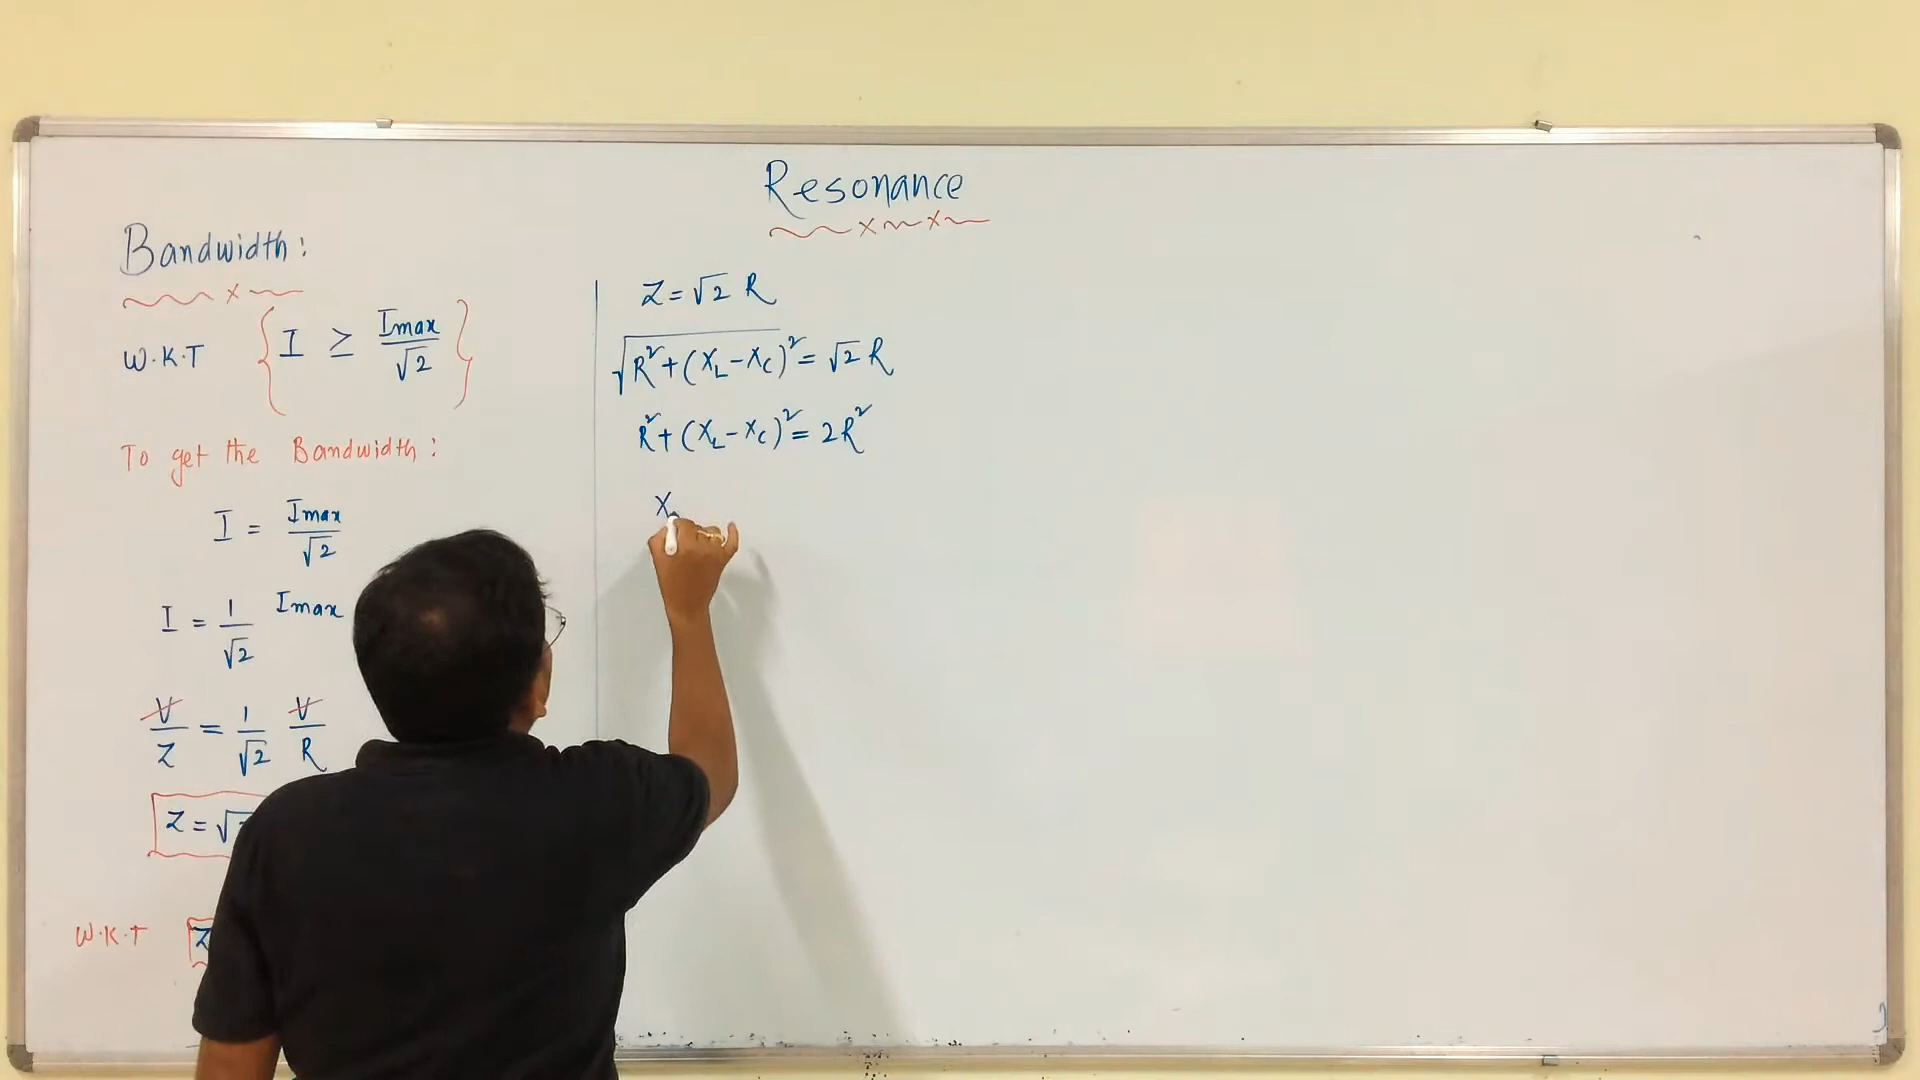 Resonance
Bandwidth:
W.K.T { I ≥ Imax/√2 }
To get the Bandwidth:
I = Imax/√2
I = 1/√2 Imax
V/Z = 1/√2 V/R
Z = √
W.K.T Z
Z = √2 R
√R² + (X_L - X_C)² = √2 R
R² + (X_L - X_C)² = 2R²
X